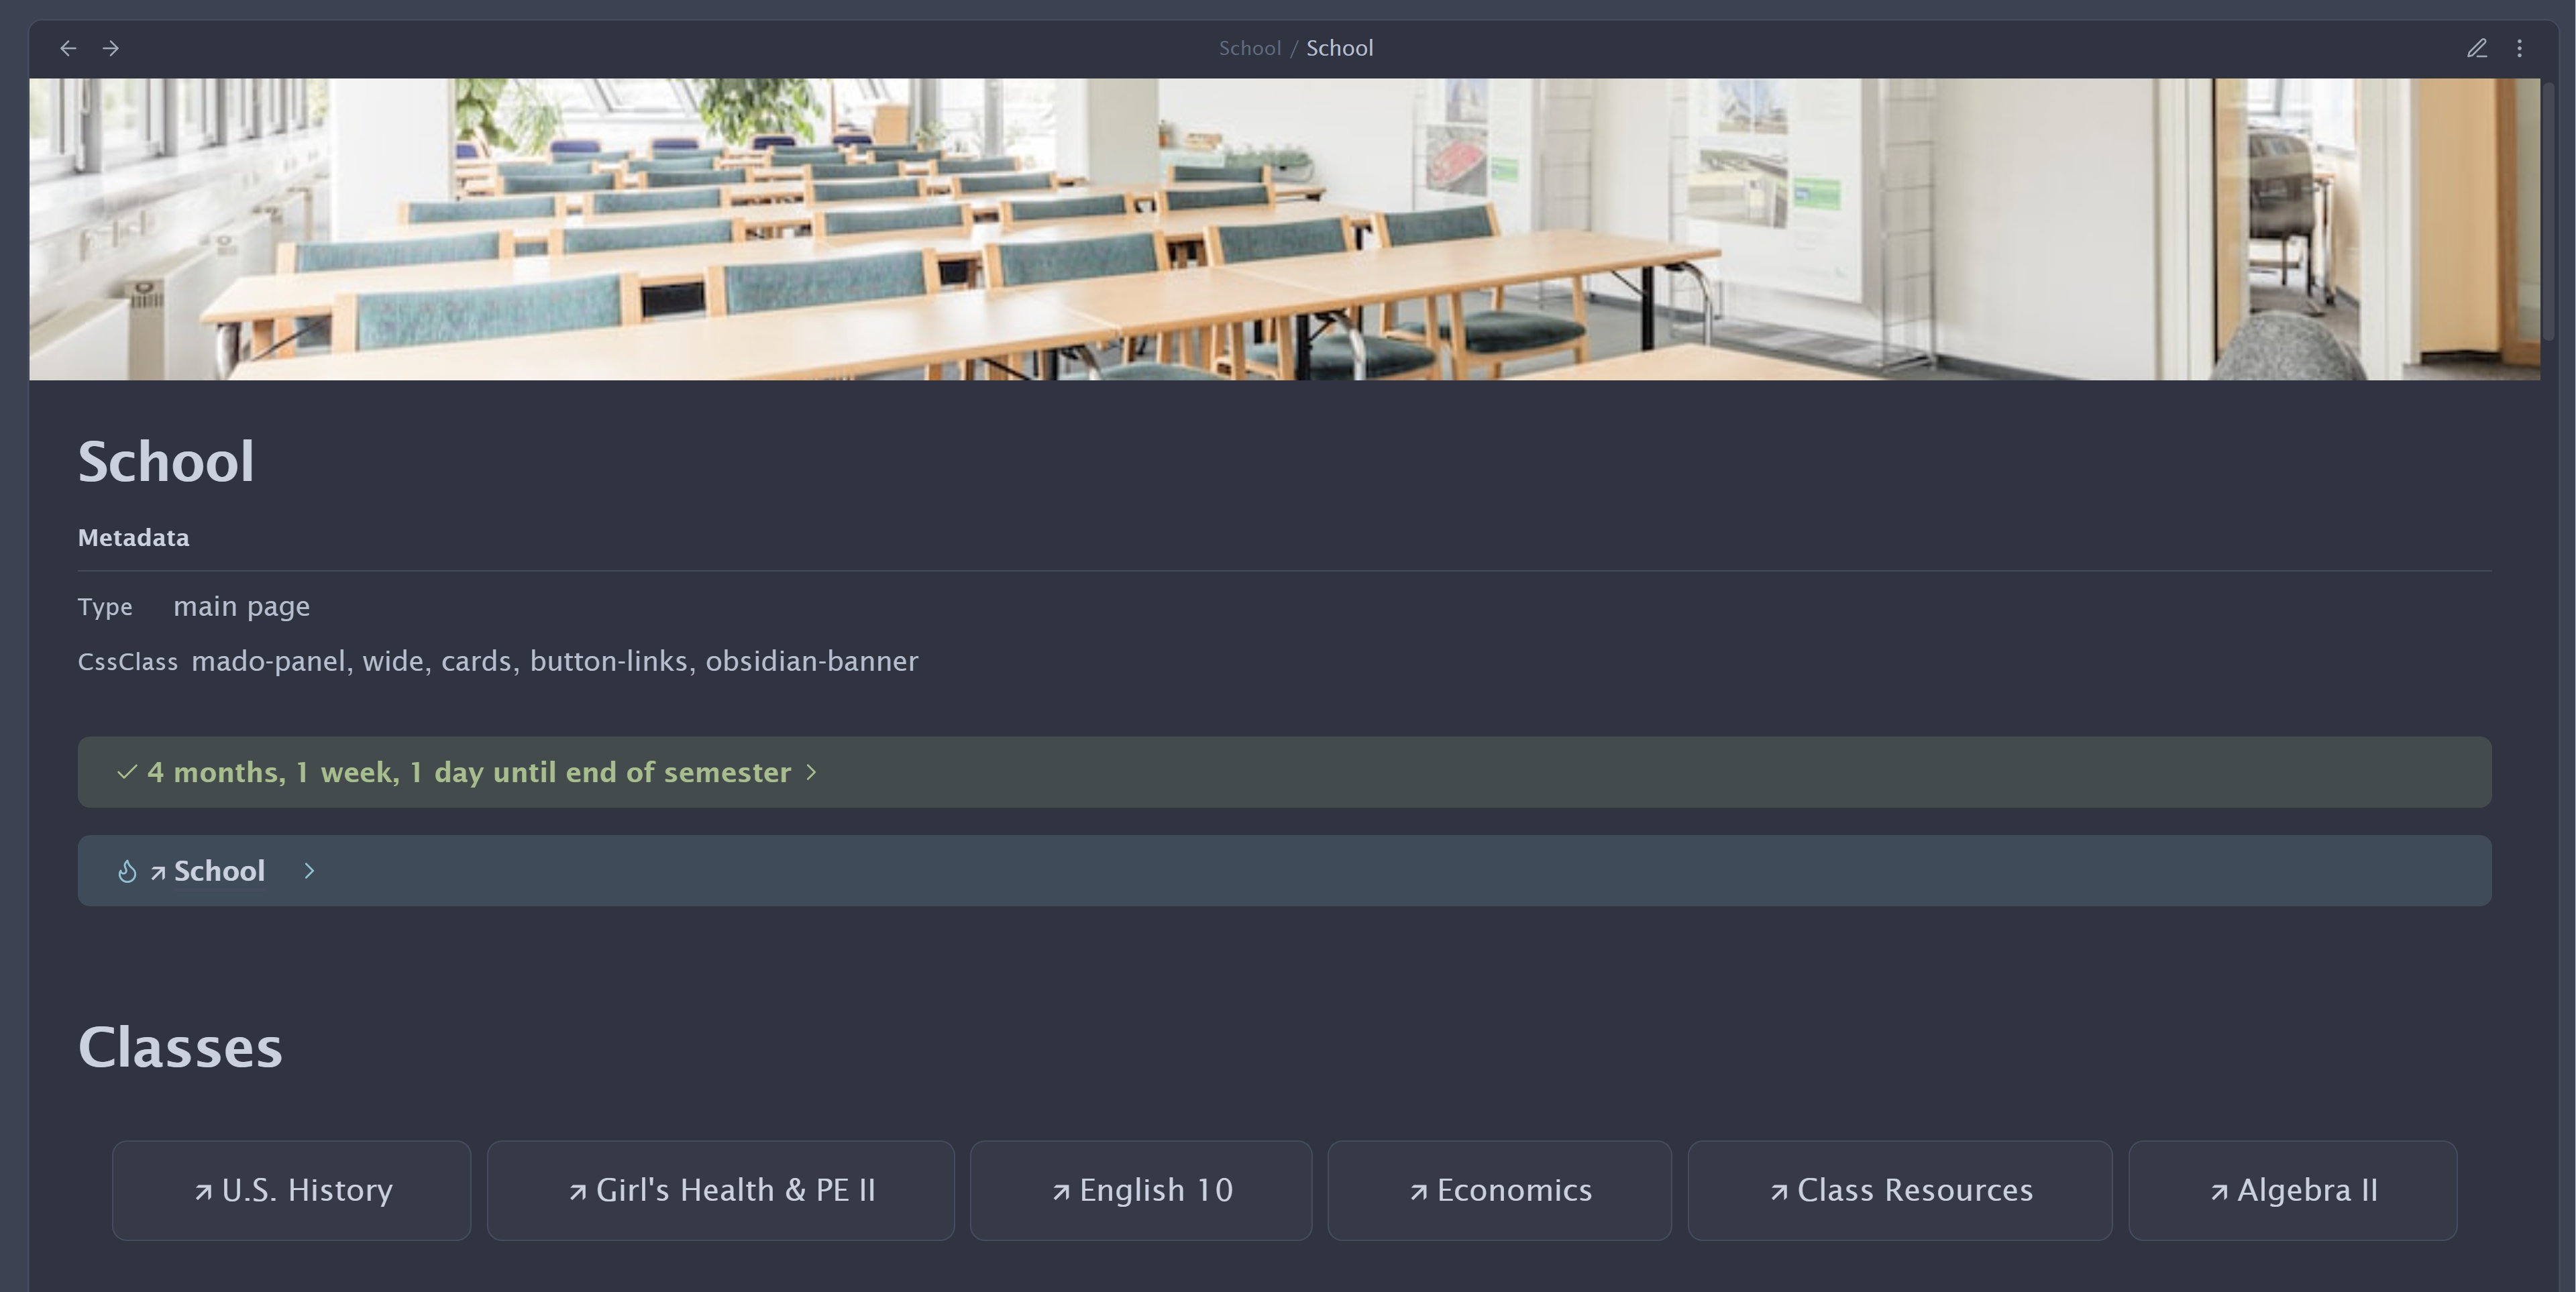 School / School
School
Metadata
Type main page
CssClass mado-panel, wide, cards, button-links, obsidian-banner
4 months, 1 week, 1 day until end of semester
School
Classes
U.S. History Girl's Health & PE II English 10 Economics Class Resources Algebra II